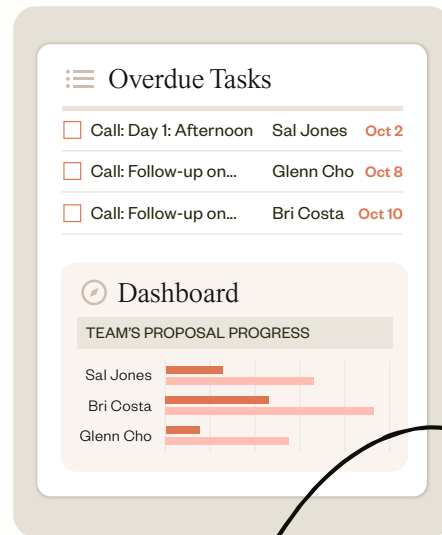 Overdue Tasks
Call: Day 1: Afternoon Sal Jones Oct 2
Call: Follow-up on... Glenn Cho Oct 8
Call: Follow-up on... Bri Costa Oct 10
Dashboard
TEAM'S PROPOSAL PROGRESS
Sal Jones
Bri Costa
Glenn Cho